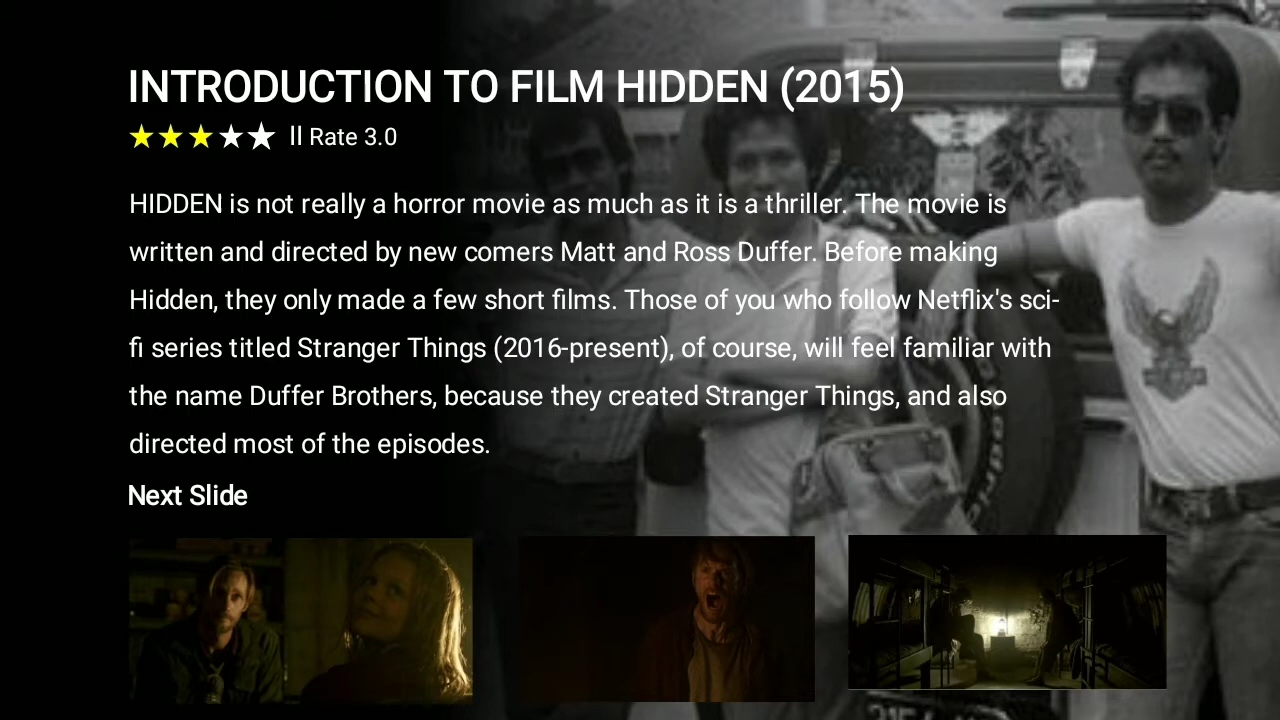 INTRODUCTION TO FILM HIDDEN (2015)
ll Rate 3.0
HIDDEN is not really a horror movie as much as it is a thriller. The movie is
written and directed by new comers Matt and Ross Duffer. Before making
Hidden, they only made a few short films. Those of you who follow Netflix's sci-
fi series titled Stranger Things (2016-present), of course, will feel familiar with
the name Duffer Brothers, because they created Stranger Things, and also
directed most of the episodes.
Next Slide